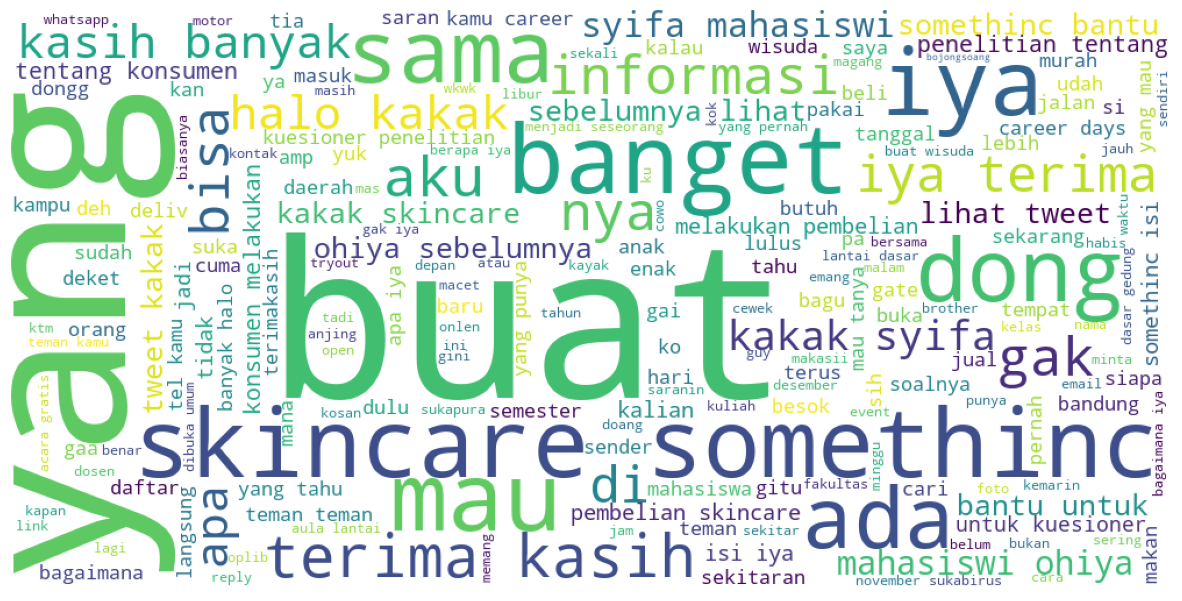 whatsapp
motor
tia
saran
kamu career
syifa mahasiswi
somethinc bantu
kasih banyak
sama
sekali
kalau
wisuda
saya
penelitian tentang
tentang konsumen
ya
masuk
informasi
magang
bojongsoang
murah
dongg
kan
masih
wkwk
libur
beli
iya
udah
yang
biasanya
halo kakak
sebelumnya lihat
kok
pakai
jalan
si
yang mau
sendiri
bisa
kuesioner penelitian
menjadi seseorang
yang pernah
tanggal
career days
kontak
amp
yuk
berapa iya
banget
buat wisuda
lebih
jauh
kampu
deh
deliv
daerah
mas
aku
ku
iya terima
tweet kakak
konsumen melakukan
kakak skincare
nya
cowo
butuh
lihat tweet
waktu
sudah
suka
gak iya
melakukan pembelian
pa
bersama
sekarang
habis
somethinc isi
deket
cuma
ohiya sebelumnya
anak
lulus
lantai dasar
tryout
depan
atau
kayak
enak
tahu
emang
malam
dong
dasar gedung
tel kamu jadi
banyak halo
terimakasih
macet
baru
tahun
buat
cewek
bagu
gate
brother
tempat
ktm
orang
tidak
tadi
apa iya
onlen
yang punya
gai
kakak syifa
mau tanya
buka
kelas
nama
teman kamu
anjing
ini
gini
ko
guy
makasii
jual
gak
minta
open
hari
terus
sih
soalnya
siapa
saranin
desember
email
punya
acara gratis
dibuka umum
mana
kosan
dulu
sukapura
semester
kalian
kuliah
besok
event
pernah
bandung
bagaimana iya
gaa
benar
skincare somethinc
doang
sender
minggu
dosen
daftar
apa
yang tahu
mau
di
mahasiswa
gitu
fakultas
cari
foto
kemarin
kapan
langsung
teman teman
pembelian skincare
ada
bantu untuk
link
aula lantai
jam
teman
sekitar
untuk kuesioner
lagi
oplib
terima kasih
memang
isi iya
belum
bukan
sering
makan
bagaimana
reply
sekitaran
mahasiswi ohiya
november
sukabirus
cara